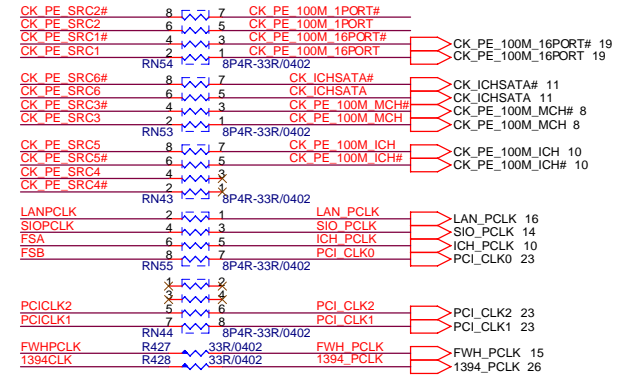 CK_PE_SRC2# 8 7 CK_PE_100M_1PORT#
CK_PE_SRC2 6 5 CK_PE_100M_1PORT
CK_PE_SRC1# 4 3 CK_PE_100M_16PORT# CK_PE_100M_16PORT# 19
CK_PE_SRC1 2 1 CK_PE_100M_16PORT CK_PE_100M_16PORT 19
RN54 8P4R-33R/0402
CK_PE_SRC6# 8 7 CK_ICHSATA# CK_ICHSATA# 11
CK_PE_SRC6 6 5 CK_ICHSATA CK_ICHSATA 11
CK_PE_SRC3# 4 3 CK_PE_100M_MCH# CK_PE_100M_MCH# 8
CK_PE_SRC3 2 1 CK_PE_100M_MCH CK_PE_100M_MCH 8
RN53 8P4R-33R/0402
CK_PE_SRC5 8 7 CK_PE_100M_ICH CK_PE_100M_ICH 10
CK_PE_SRC5# 6 5 CK_PE_100M_ICH# CK_PE_100M_ICH# 10
CK_PE_SRC4 4 3
CK_PE_SRC4# 2 1
RN43 8P4R-33R/0402
LANPCLK 2 1 LAN_PCLK LAN_PCLK 16
SIOPCLK 4 3 SIO_PCLK SIO_PCLK 14
FSA 6 5 ICH_PCLK ICH_PCLK 10
FSB 8 7 PCI_CLK0 PCI_CLK0 23
RN55 8P4R-33R/0402
1 2
3 4
PCICLK2 5 6 PCI_CLK2 PCI_CLK2 23
PCICLK1 7 8 PCI_CLK1 PCI_CLK1 23
RN44 8P4R-33R/0402
FWHPCLK R427 33R/0402 FWH_PCLK FWH_PCLK 15
1394CLK R428 33R/0402 1394_PCLK 1394_PCLK 26